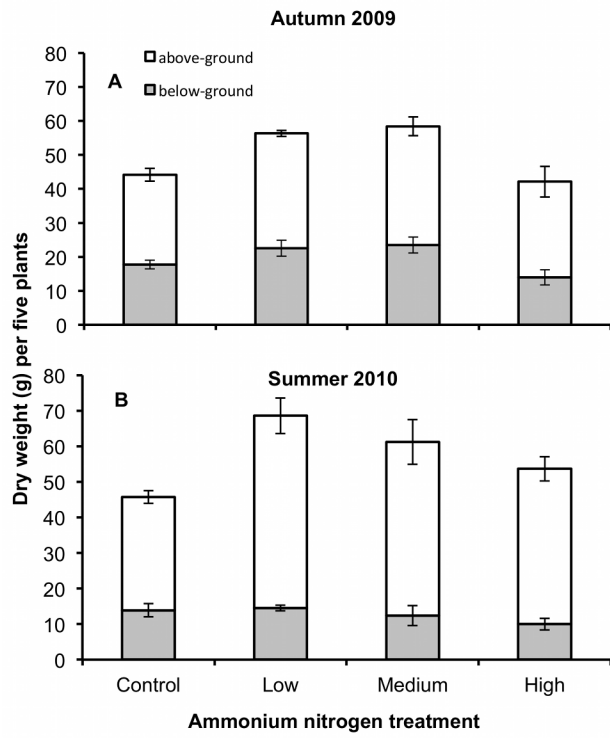 Autumn 2009
80
70
60
50
40
30
20
10
0
A
above-ground
below-ground
Dry weight (g) per five plants
Summer 2010
80
70
60
50
40
30
20
10
0
B
Control Low Medium High
Ammonium nitrogen treatment